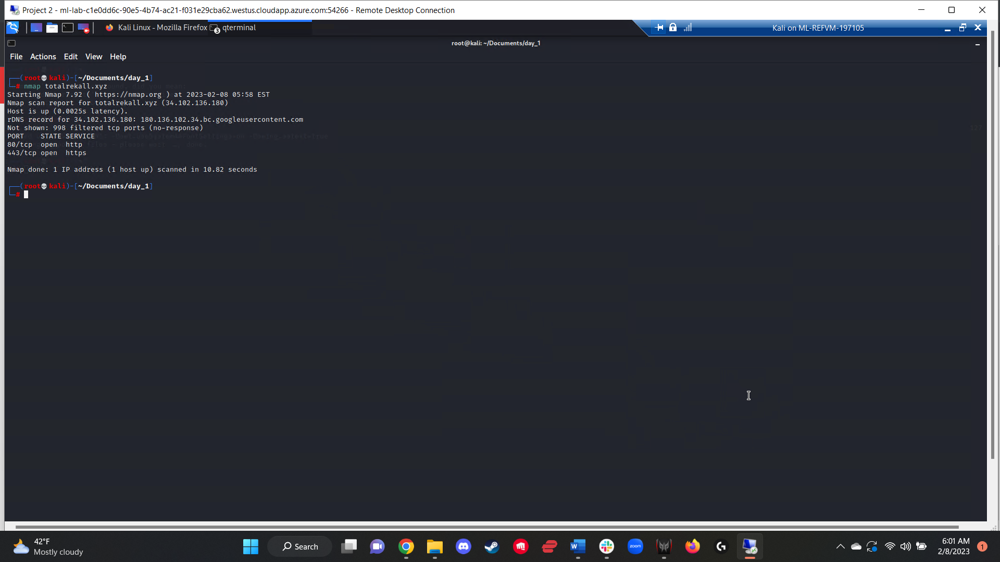 Project 2 - ml-lab-c1e0dd6c-90e5-4b74-ac21-f031e29cba62.westus.cloudapp.azure.com:54266 - Remote Desktop Connection
Kali Linux - Mozilla Firefox 3 qterminal
Kali on ML-REFVM-197105
root@kali: ~/Documents/day_1
File Actions Edit View Help
┌──(root💀kali)-[~/Documents/day_1]
└─# nmap totalrekall.xyz
Starting Nmap 7.92 ( https://nmap.org ) at 2023-02-08 05:58 EST
Nmap scan report for totalrekall.xyz (34.102.136.180)
Host is up (0.0025s latency).
rDNS record for 34.102.136.180: 180.136.102.34.bc.googleusercontent.com
Not shown: 998 filtered tcp ports (no-response)
PORT    STATE SERVICE
80/tcp  open  http
443/tcp open  https
Nmap done: 1 IP address (1 host up) scanned in 10.82 seconds
┌──(root💀kali)-[~/Documents/day_1]
└─#
127
42°F
Mostly cloudy
Search
W
zoom
6:01 AM
2/8/2023
1